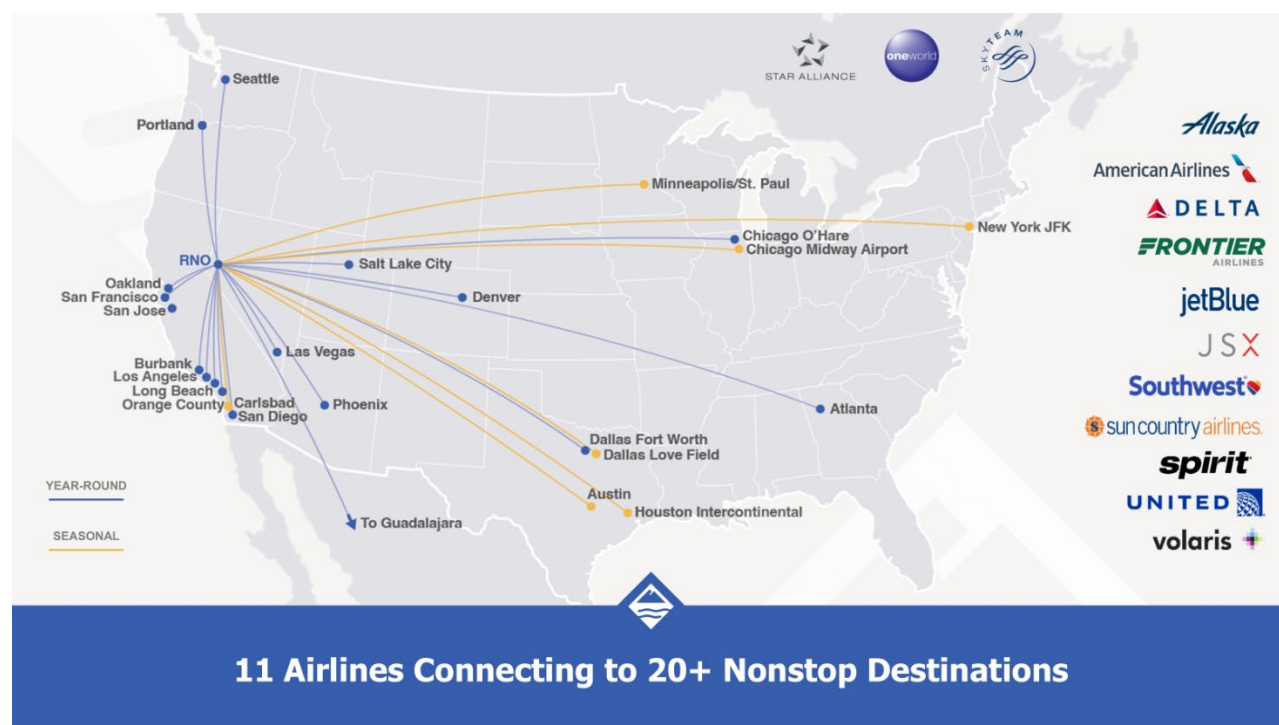 STAR ALLIANCE
oneworld
SKYTEAM
Seattle
Portland
Alaska
American Airlines
Minneapolis/St. Paul
DELTA
New York JFK
Chicago O'Hare
Chicago Midway Airport
FRONTIER
AIRLINES
RNO
Salt Lake City
Oakland
San Francisco
San Jose
Denver
jetBlue
JSX
Las Vegas
Burbank
Los Angeles
Long Beach
Orange County
Carlsbad
San Diego
Phoenix
Atlanta
Southwest
sun country airlines.
Dallas Fort Worth
Dallas Love Field
spirit
YEAR-ROUND
Austin
Houston Intercontinental
UNITED
SEASONAL
To Guadalajara
volaris
11 Airlines Connecting to 20+ Nonstop Destinations